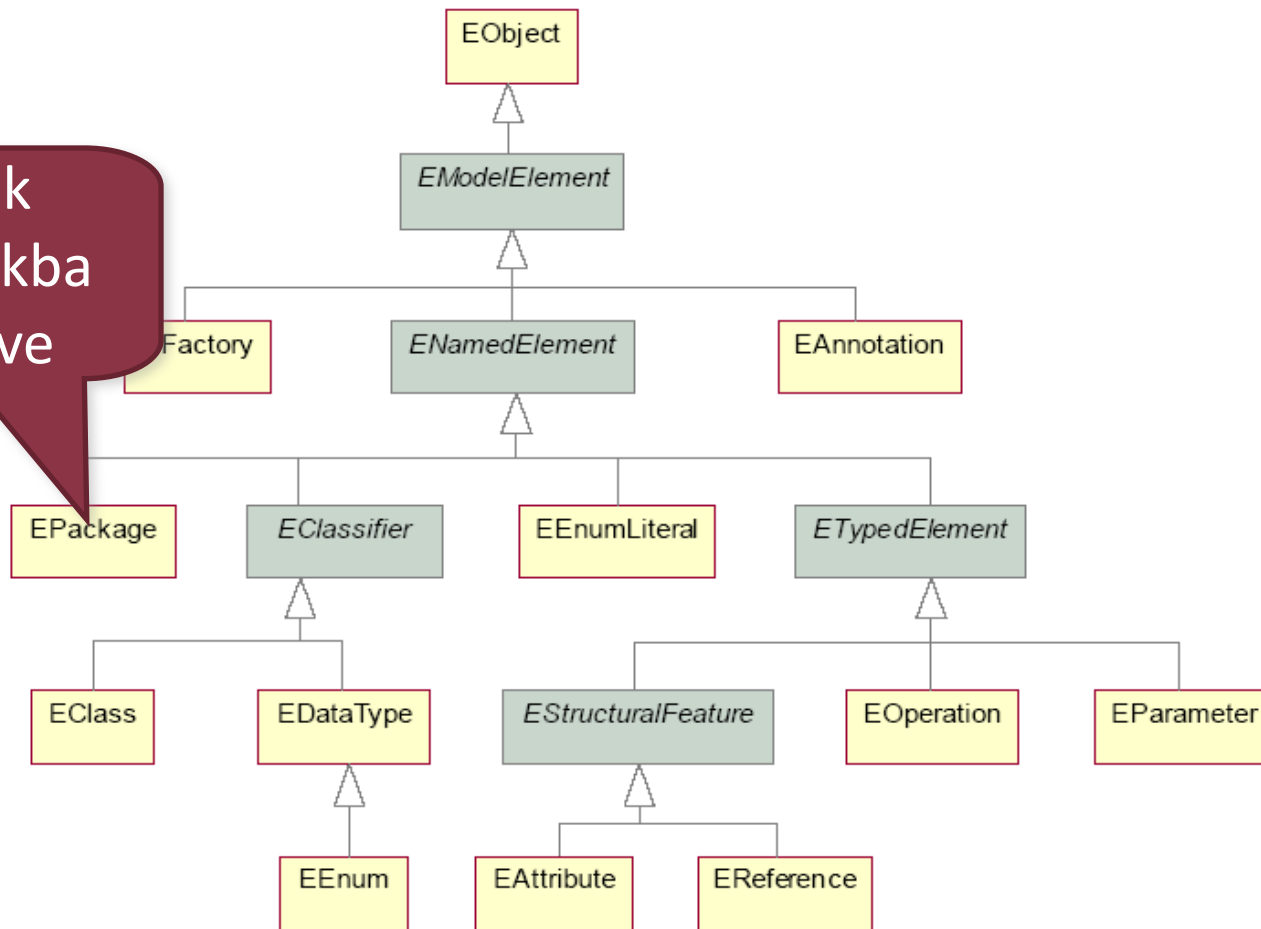 EObject
EModelElement
k
kba
ve
Factory
ENamedElement
EAnnotation
EPackage
EClassifier
EEnumLiteral
ETypedElement
EClass
EDataType
EStructuralFeature
EOperation
EParameter
EEnum
EAttribute
EReference